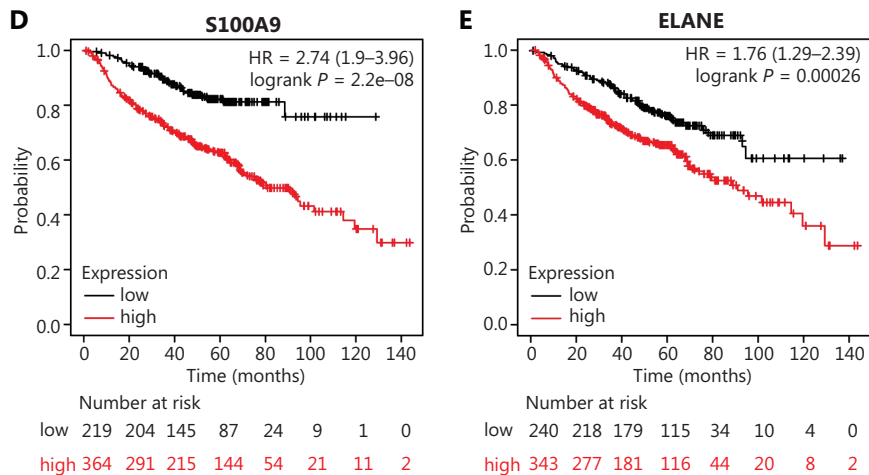 D
S100A9
HR = 2.74 (1.9–3.96)
logrank P = 2.2e–08
1.0
0.8
0.6
0.4
0.2
0.0
Probability
Expression
low
high
0 20 40 60 80 100 120 140
Time (months)
Number at risk
low 219 204 145 87 24 9 1 0
high 364 291 215 144 54 21 11 2
E
ELANE
HR = 1.76 (1.29–2.39)
logrank P = 0.00026
1.0
0.8
0.6
0.4
0.2
0.0
Probability
Expression
low
high
0 20 40 60 80 100 120 140
Time (months)
Number at risk
low 240 218 179 115 34 10 4 0
high 343 277 181 116 44 20 8 2